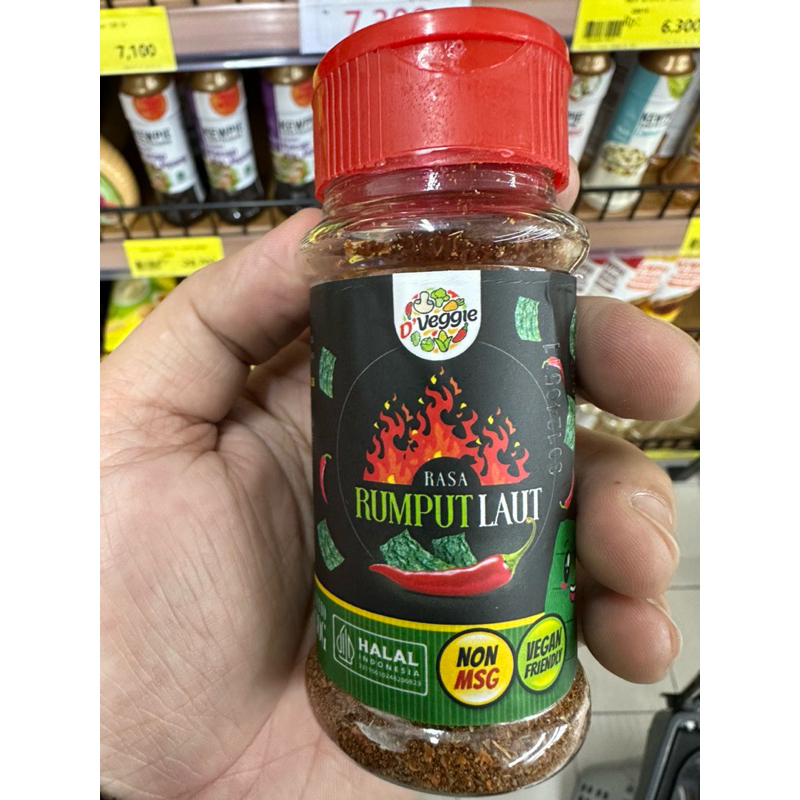 7,100
6.300
D'Veggie
RASA
RUMPUT LAUT
HALAL
INDONESIA
NON
MSG
VEGAN
FRIENDLY